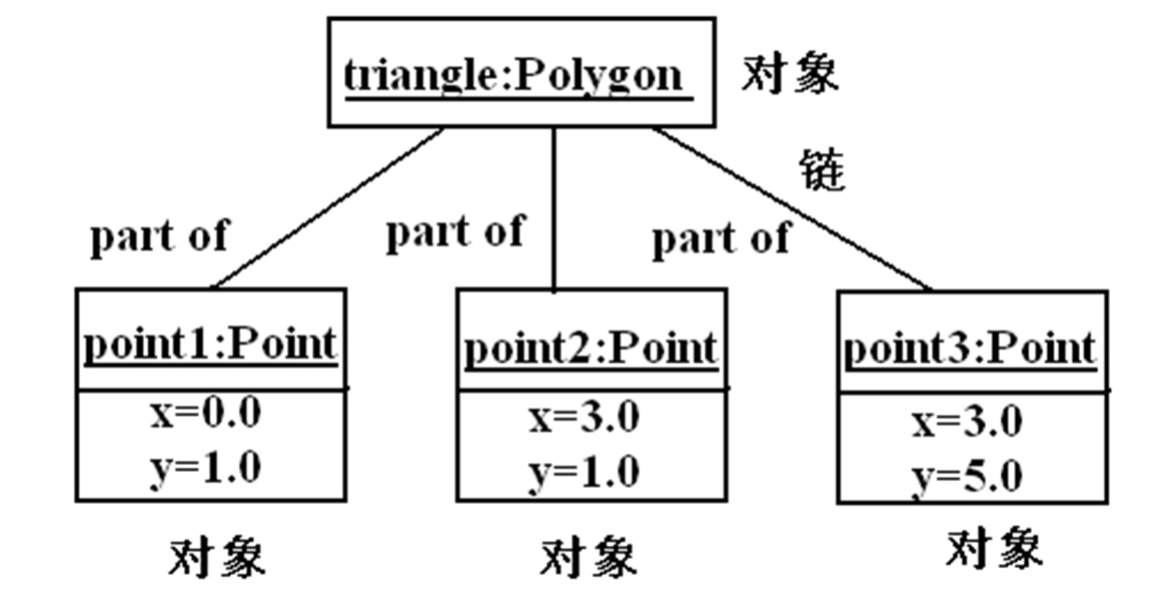 triangle:Polygon
对象
链
part of
part of
part of
point1:Point
x=0.0
y=1.0
对象
point2:Point
x=3.0
y=1.0
对象
point3:Point
x=3.0
y=5.0
对象